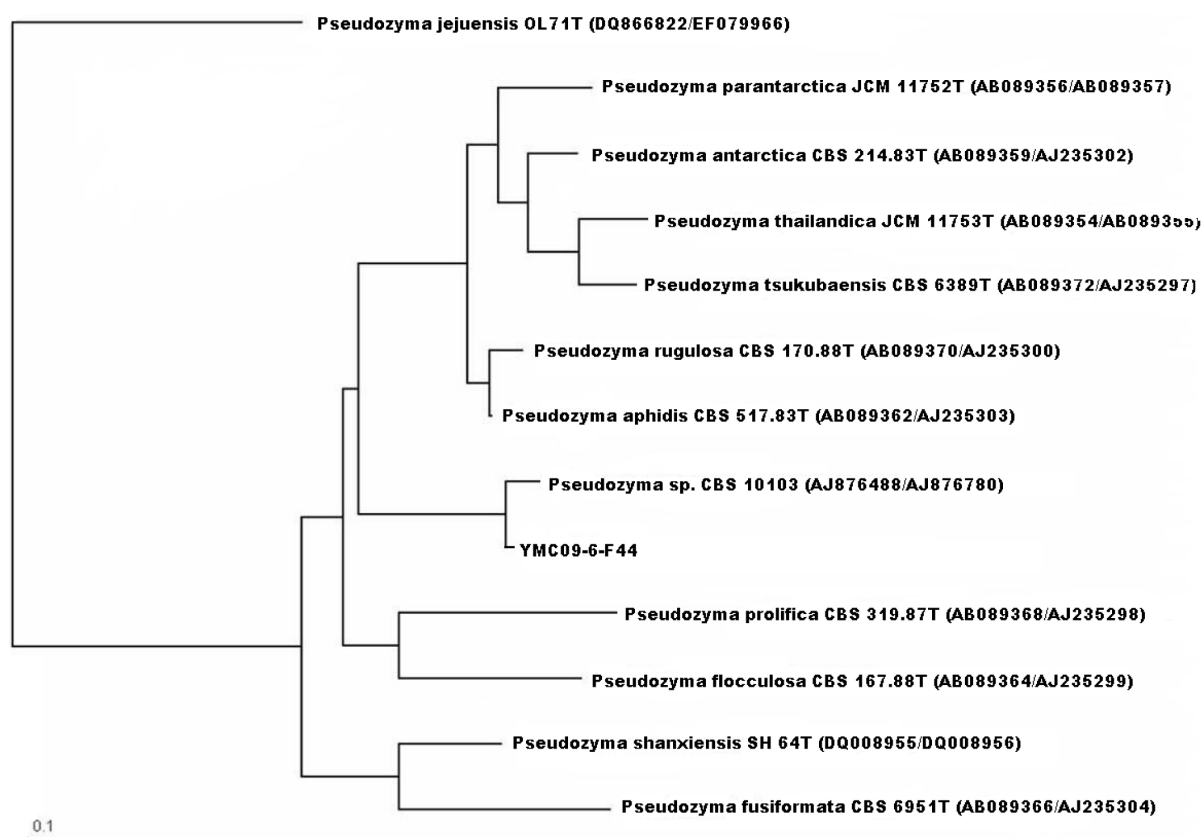 Pseudozyma jejuensis OL71T (DQ866822/EF079966)
Pseudozyma parantarctica JCM 11752T (AB089356/AB089357)
Pseudozyma antarctica CBS 214.83T (AB089359/AJ235302)
Pseudozyma thailandica JCM 11753T (AB089354/AB089355)
Pseudozyma tsukubaensis CBS 6389T (AB089372/AJ235297)
Pseudozyma rugulosa CBS 170.88T (AB089370/AJ235300)
Pseudozyma aphidis CBS 517.83T (AB089362/AJ235303)
Pseudozyma sp. CBS 10103 (AJ876488/AJ876780)
YMC09-6-F44
Pseudozyma prolifica CBS 319.87T (AB089368/AJ235298)
Pseudozyma flocculosa CBS 167.88T (AB089364/AJ235299)
Pseudozyma shanxiensis SH 64T (DQ008955/DQ008956)
Pseudozyma fusiformata CBS 6951T (AB089366/AJ235304)
0.1